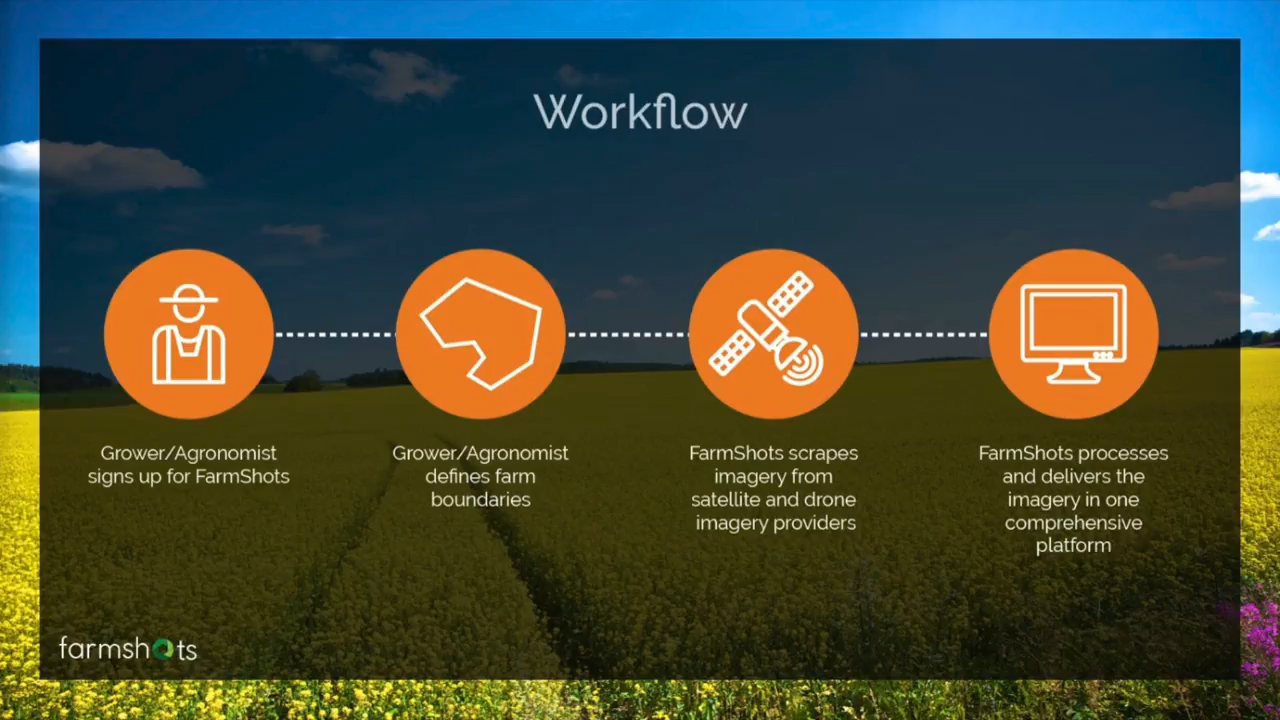 Workflow
Grower/Agronomist
signs up for FarmShots
Grower/Agronomist
defines farm
boundaries
FarmShots scrapes
imagery from
satellite and drone
imagery providers
FarmShots processes
and delivers the
imagery in one
comprehensive
platform
farmshots